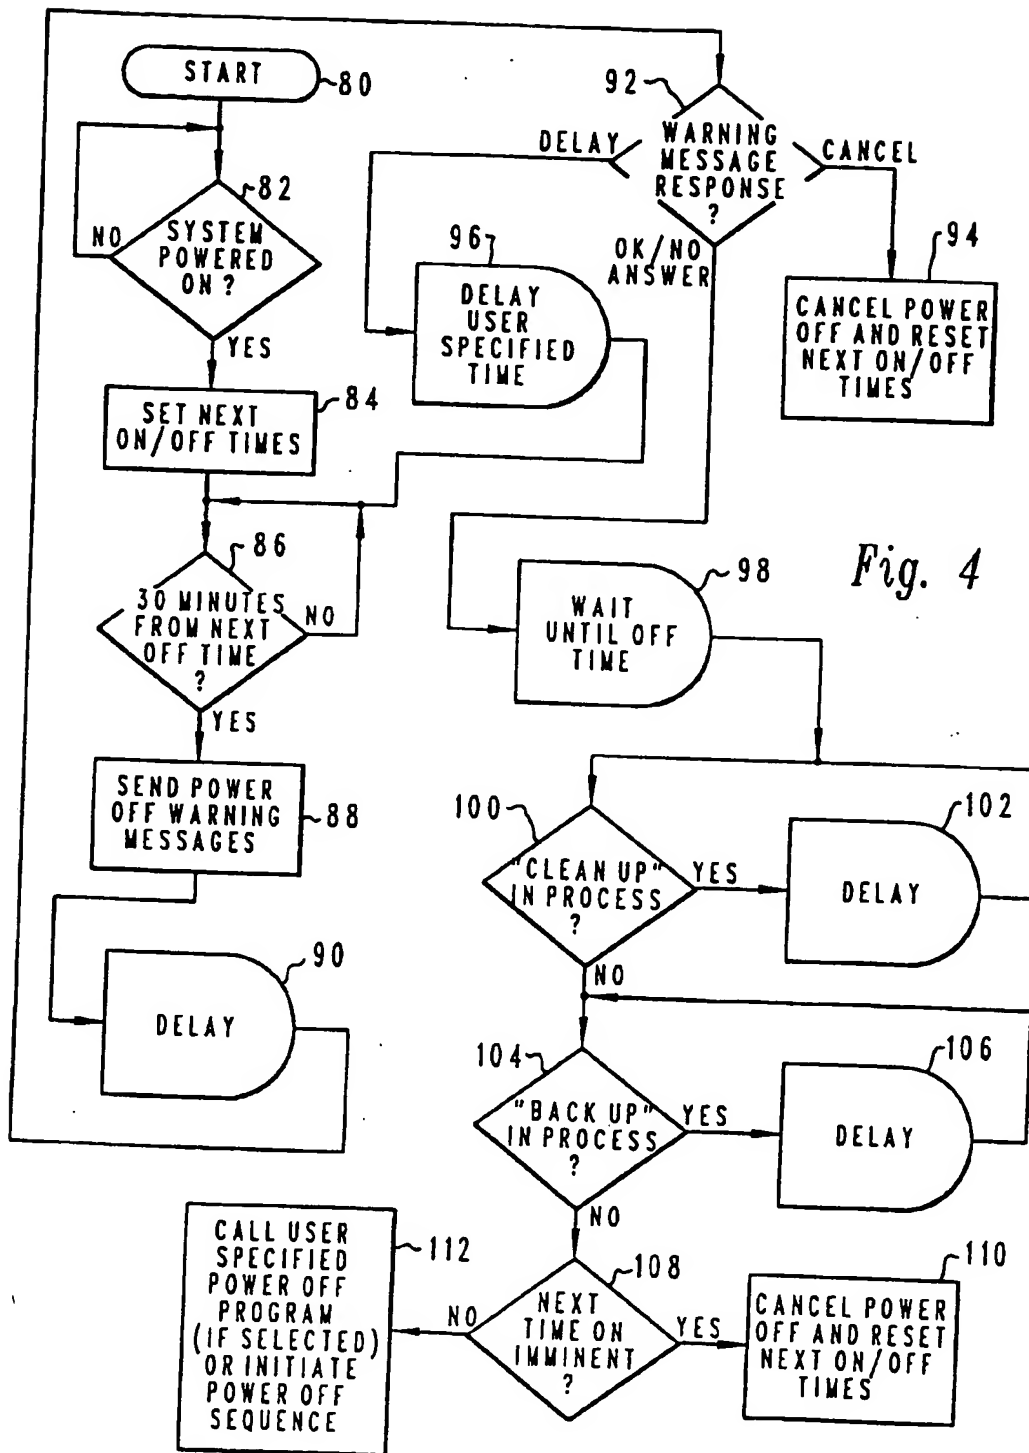 START
80
82
SYSTEM
POWERED
ON ?
NO
YES
84
SET NEXT
ON/OFF TIMES
86
30 MINUTES
FROM NEXT
OFF TIME
?
NO
YES
SEND POWER
OFF WARNING
MESSAGES
88
90
DELAY
92
WARNING
MESSAGE
RESPONSE
?
DELAY
CANCEL
OK/NO
ANSWER
94
CANCEL POWER
OFF AND RESET
NEXT ON/OFF
TIMES
96
DELAY
USER
SPECIFIED
TIME
Fig. 4
98
WAIT
UNTIL OFF
TIME
100
"CLEAN UP"
IN PROCESS
?
YES
NO
102
DELAY
104
"BACK UP"
IN PROCESS
?
YES
NO
106
DELAY
108
NEXT
TIME ON
IMMINENT
?
NO
YES
110
CANCEL POWER
OFF AND RESET
NEXT ON/OFF
TIMES
112
CALL USER
SPECIFIED
POWER OFF
PROGRAM
(IF SELECTED)
OR INITIATE
POWER OFF
SEQUENCE